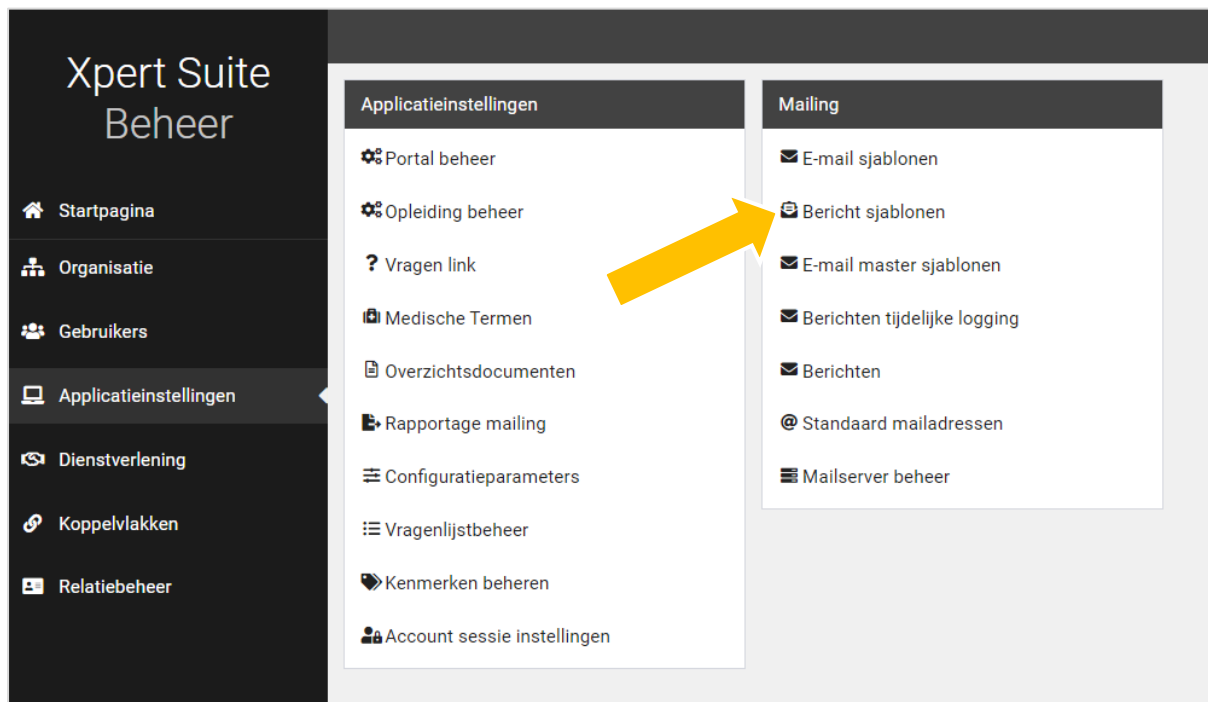 Xpert Suite
Beheer
Startpagina
Organisatie
Gebruikers
Applicatieinstellingen
Dienstverlening
Koppelvlakken
Relatiebeheer
Applicatieinstellingen
Portal beheer
Opleiding beheer
Vragen link
Medische Termen
Overzichtsdocumenten
Rapportage mailing
Configuratieparameters
Vragenlijstbeheer
Kenmerken beheren
Account sessie instellingen
Mailing
E-mail sjablonen
Bericht sjablonen
E-mail master sjablonen
Berichten tijdelijke logging
Berichten
Standaard mailadressen
Mailserver beheer